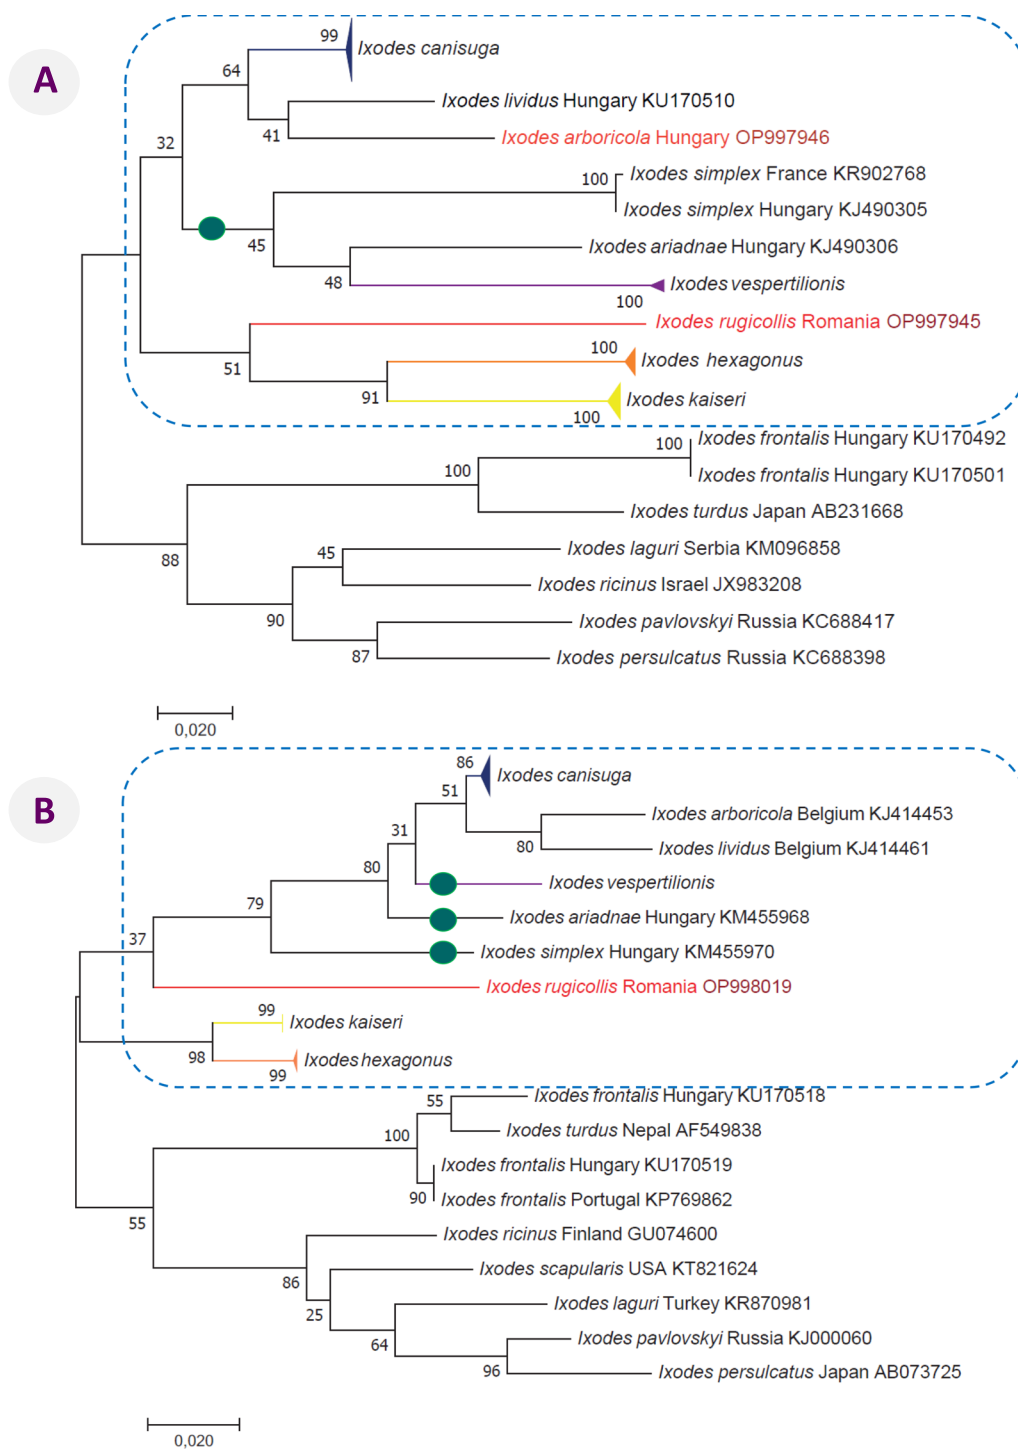 A
99
Ixodes canisuga
64
Ixodes lividus Hungary KU170510
41
Ixodes arboricola Hungary OP997946
32
Ixodes simplex France KR902768
100
Ixodes simplex Hungary KJ490305
45
Ixodes ariadnae Hungary KJ490306
48
Ixodes vespertilionis
100
Ixodes rugicollis Romania OP997945
51
100
Ixodes hexagonus
91
Ixodes kaiseri
100
Ixodes frontalis Hungary KU170492
100
Ixodes frontalis Hungary KU170501
100
Ixodes turdus Japan AB231668
88
Ixodes laguri Serbia KM096858
45
Ixodes ricinus Israel JX983208
90
Ixodes pavlovskyi Russia KC688417
87
Ixodes persulcatus Russia KC688398
0,020
B
86
Ixodes canisuga
51
Ixodes arboricola Belgium KJ414453
31
80
Ixodes lividus Belgium KJ414461
80
Ixodes vespertilionis
79
Ixodes ariadnae Hungary KM455968
37
Ixodes simplex Hungary KM455970
Ixodes rugicollis Romania OP998019
99
Ixodes kaiseri
98
Ixodes hexagonus
99
55
Ixodes frontalis Hungary KU170518
Ixodes turdus Nepal AF549838
100
Ixodes frontalis Hungary KU170519
90
Ixodes frontalis Portugal KP769862
55
Ixodes ricinus Finland GU074600
86
Ixodes scapularis USA KT821624
25
Ixodes laguri Turkey KR870981
64
Ixodes pavlovskyi Russia KJ000060
96
Ixodes persulcatus Japan AB073725
0,020